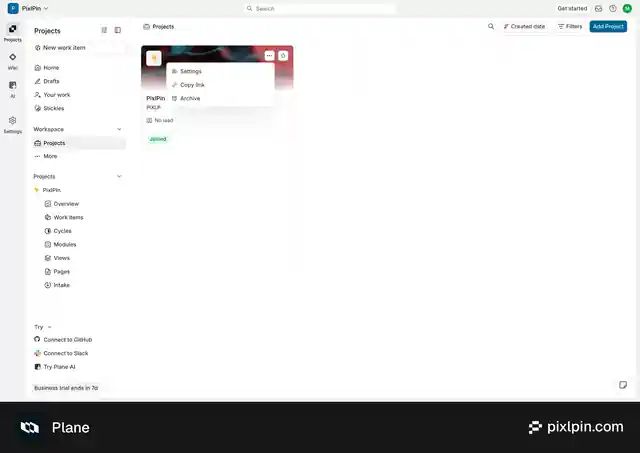 PixlPin
Search
Get started
M
Projects
Wiki
AI
Settings
Projects
New work item
Home
Drafts
Your work
Stickies
Workspace
Projects
More
Projects
PixlPin
Overview
Work items
Cycles
Modules
Views
Pages
Intake
Try
Connect to GitHub
Connect to Slack
Try Plane AI
Business trial ends in 7d
Projects
Created date
Filters
Add Project
Settings
Copy link
Archive
PixlPin
PIXLP
No lead
Joined
Plane
pixlpin.com